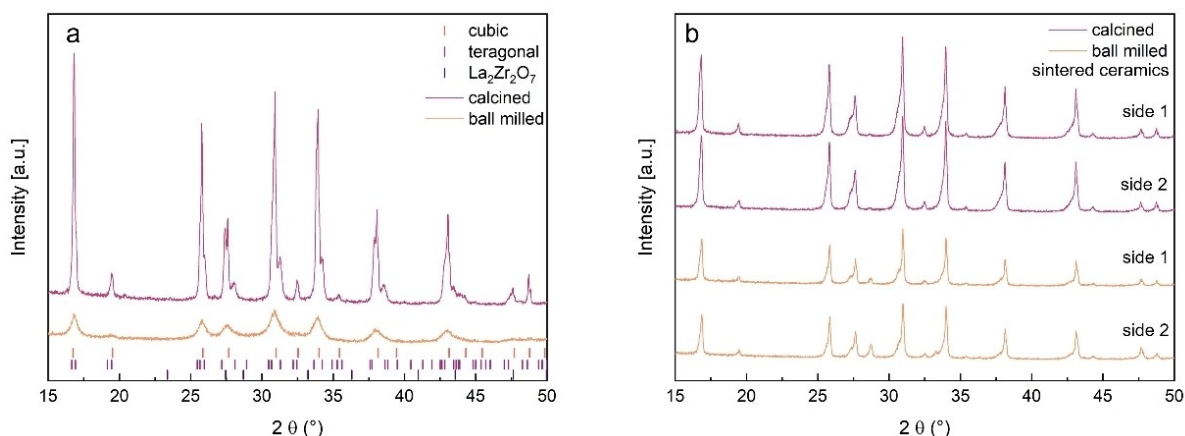 a
cubic
teragonal
La₂Zr₂O₇
calcined
ball milled
Intensity [a.u.]
15 20 25 30 35 40 45 50
2 θ (°)
b
calcined
ball milled
sintered ceramics
side 1
side 2
side 1
side 2
Intensity [a.u.]
15 20 25 30 35 40 45 50
2 θ (°)